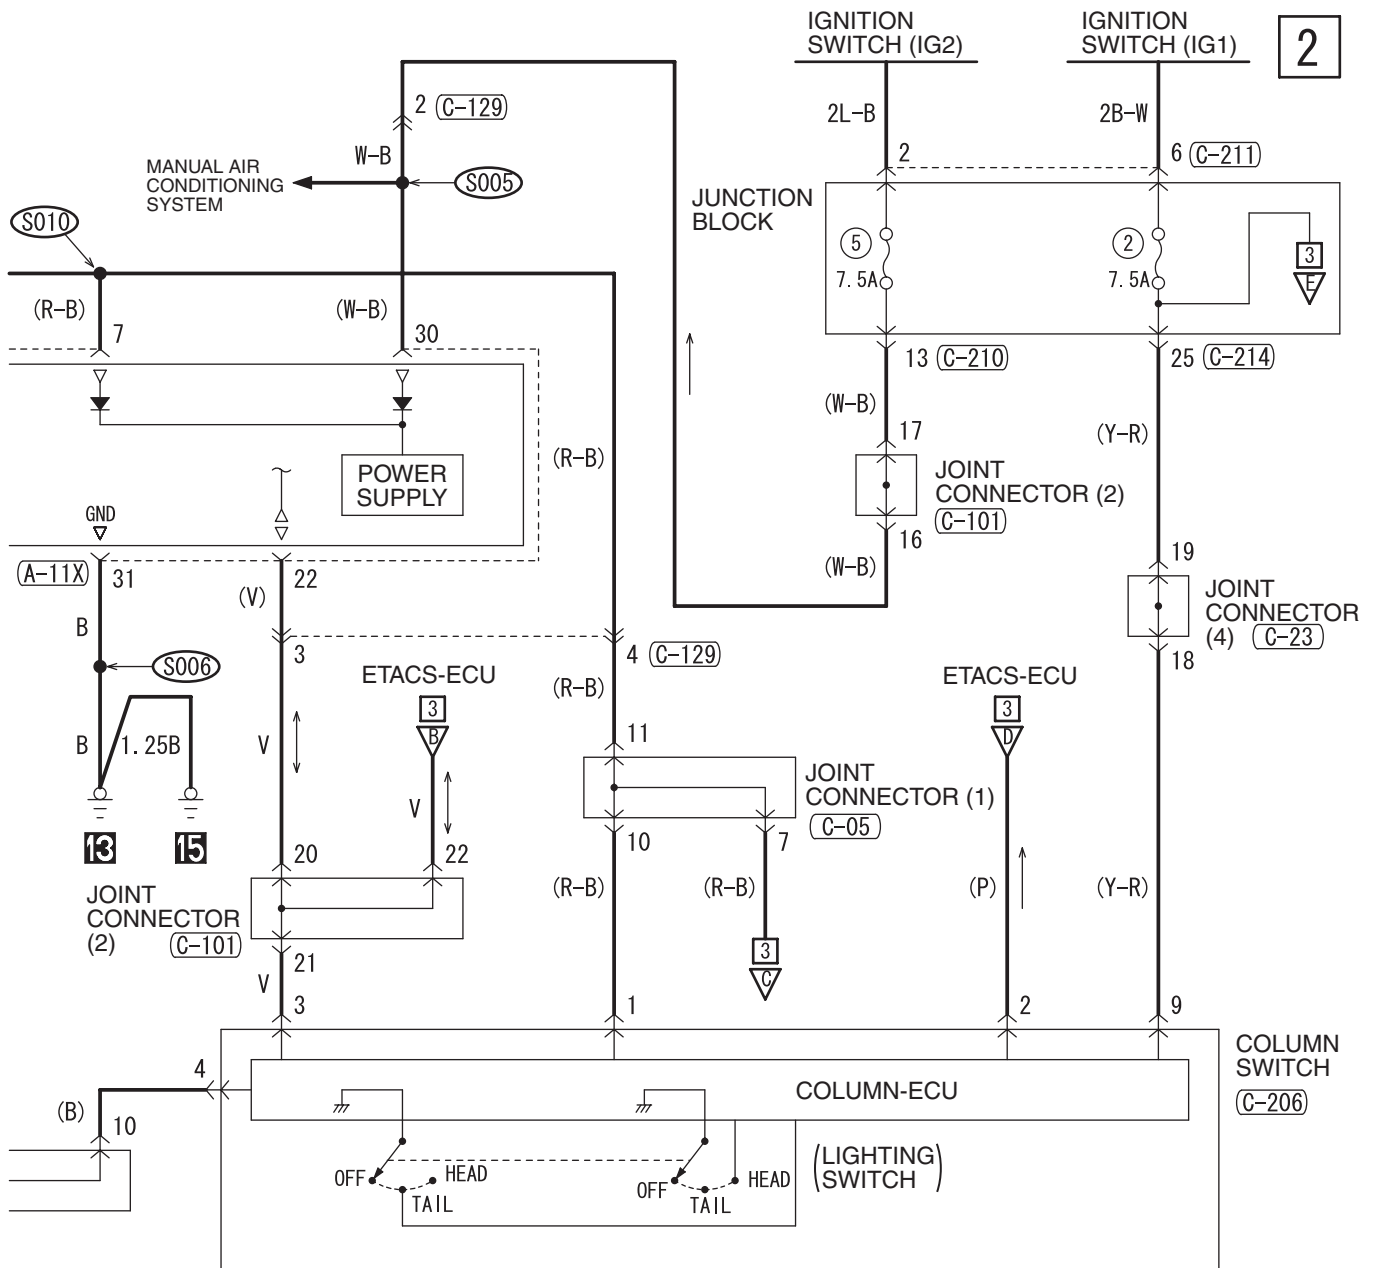 IGNITION
SWITCH (IG2)
IGNITION
SWITCH (IG1)
2
2 (C-129)
2L-B
2B-W
W-B
2
6 (C-211)
MANUAL AIR
CONDITIONING
SYSTEM
S005
JUNCTION
BLOCK
S010
5
7.5A
2
7.5A
3
E
(R-B)
7
(W-B)
30
13 (C-210)
25 (C-214)
(W-B)
17
(Y-R)
(R-B)
POWER
SUPPLY
JOINT
CONNECTOR (2)
(C-101)
GND
16
(A-11X)
31
22
(V)
(W-B)
19
JOINT
CONNECTOR
(4) (C-23)
B
S006
3
4 (C-129)
18
ETACS-ECU
3
B
(R-B)
ETACS-ECU
3
D
B
1.25B
V
11
JOINT
CONNECTOR (1)
(C-05)
V
13
15
20
22
10
7
JOINT
CONNECTOR
(2) (C-101)
(R-B)
(R-B)
(P)
(Y-R)
3
C
21
V
3
1
2
9
COLUMN
SWITCH
(C-206)
4
COLUMN-ECU
(B)
10
OFF
TAIL
HEAD
OFF
TAIL
HEAD
(LIGHTING
SWITCH)